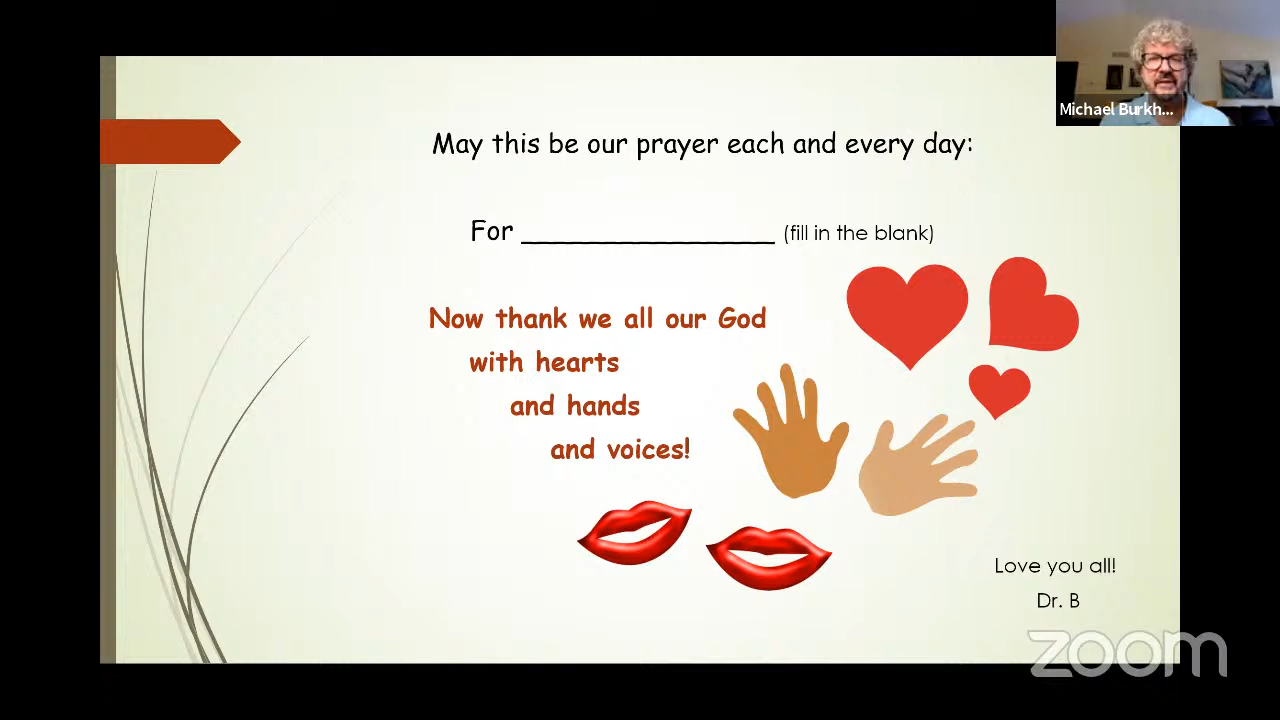 Michael Burkh...
May this be our prayer each and every day:
For _________________ (fill in the blank)
Now thank we all our God
with hearts
and hands
and voices!
Love you all!
Dr. B
zoom